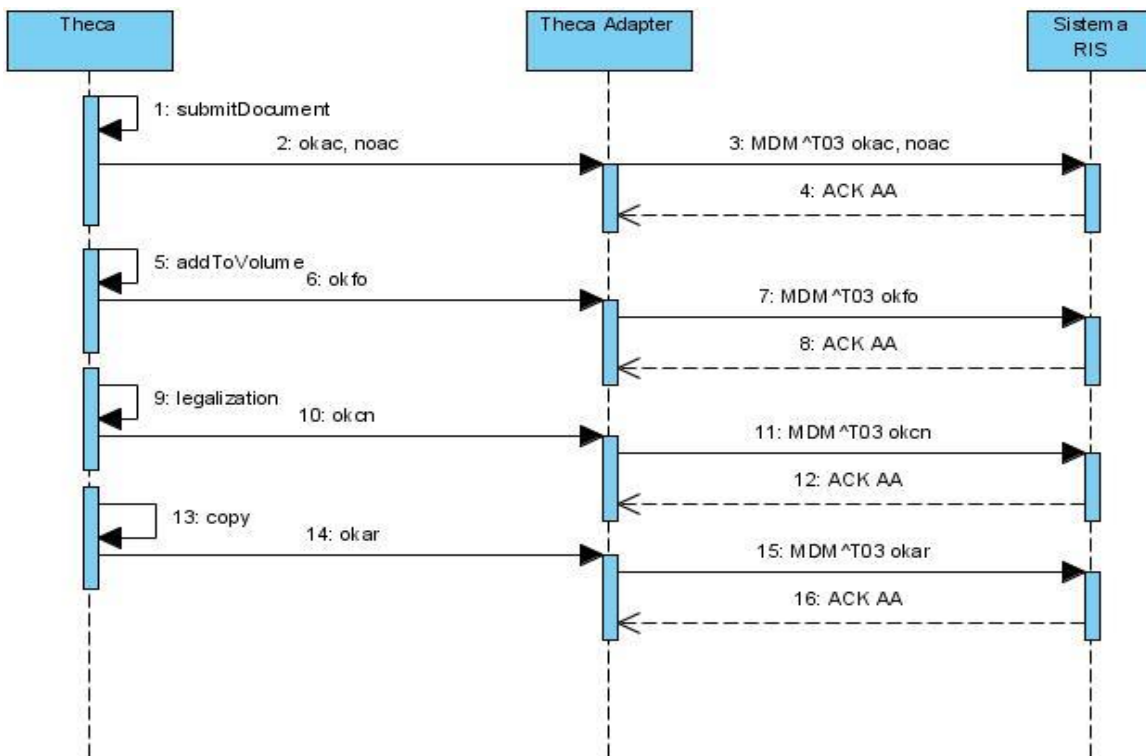 Theca
Theca Adapter
Sistema
RIS
1: submitDocument
2: okac, noac
3: MDM^T03 okac, noac
4: ACK AA
5: addToVolume
6: okfo
7: MDM^T03 okfo
8: ACK AA
9: legalization
10: okcn
11: MDM^T03 okcn
12: ACK AA
13: copy
14: okar
15: MDM^T03 okar
16: ACK AA